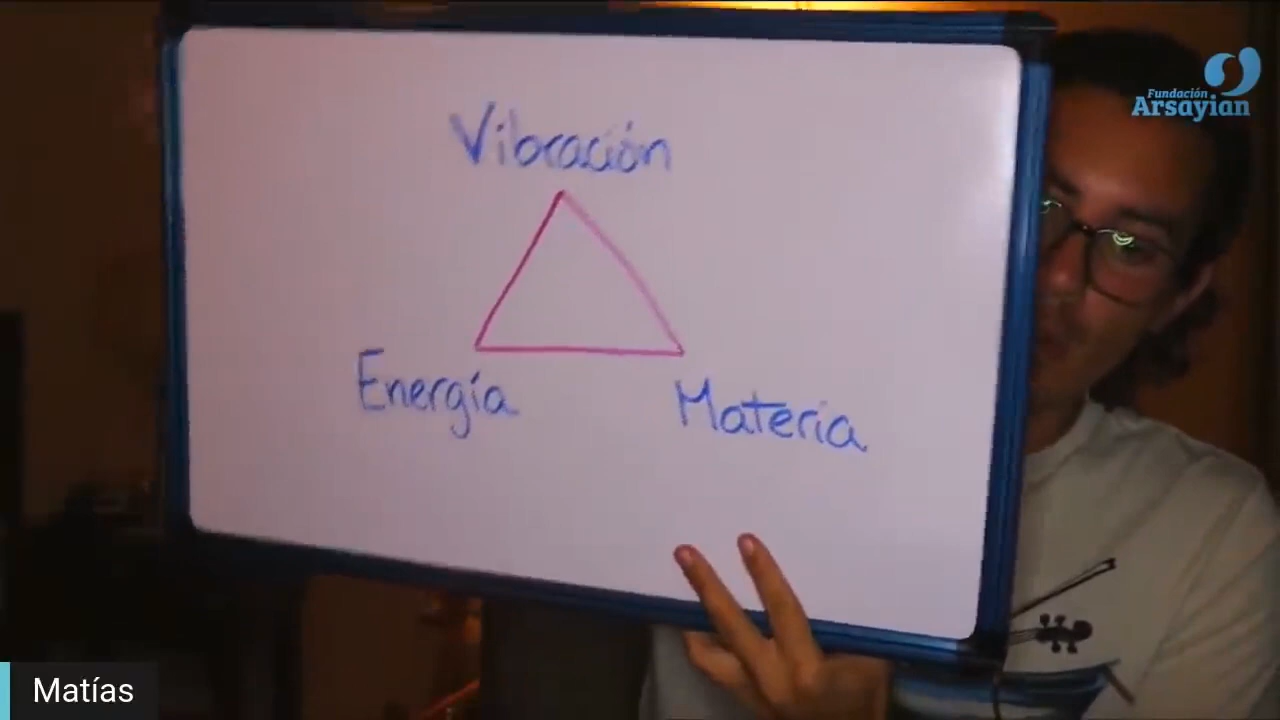 Fundación
Arsayian
Vibración
Energía
Materia
Matías